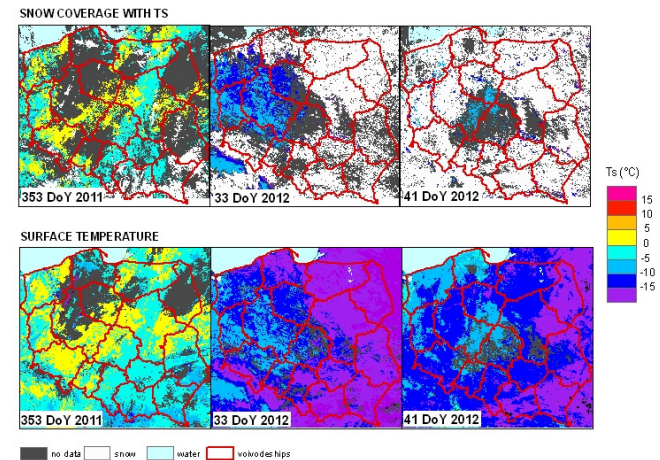 SNOW COVERAGE WITH TS
353 DoY 2011
33 DoY 2012
41 DoY 2012
Ts (°C)
15
10
5
0
-5
-10
-15
SURFACE TEMPERATURE
353 DoY 2011
33 DoY 2012
41 DoY 2012
no data
snow
water
voivodeships